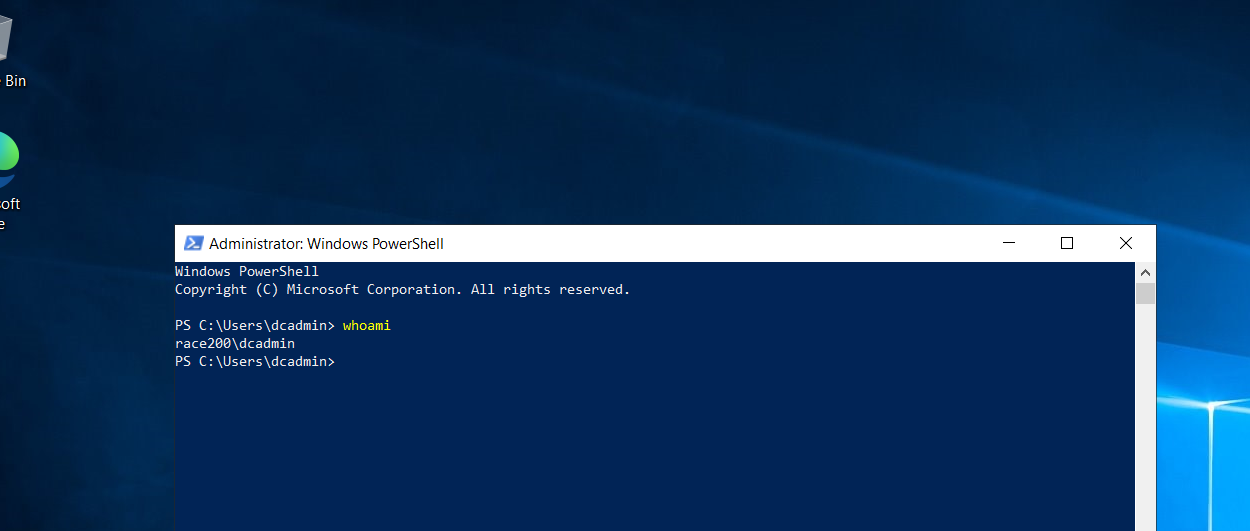 Bin
soft
e
Administrator: Windows PowerShell
Windows PowerShell
Copyright (C) Microsoft Corporation. All rights reserved.
PS C:\Users\dcadmin> whoami
race200\dcadmin
PS C:\Users\dcadmin>